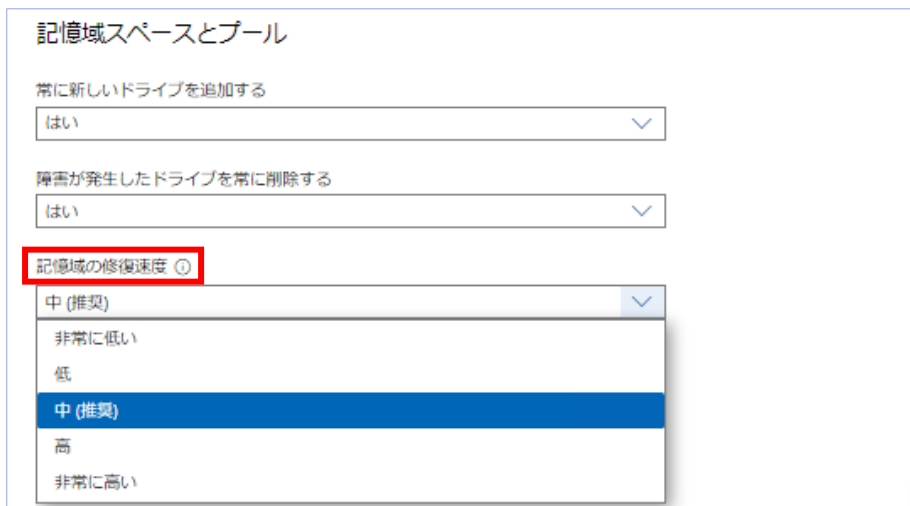 記憶域スペースとプール
常に新しいドライブを追加する
はい
障害が発生したドライブを常に削除する
はい
記憶域の修復速度
中 (推奨)
非常に低い
低
中 (推奨)
高
非常に高い